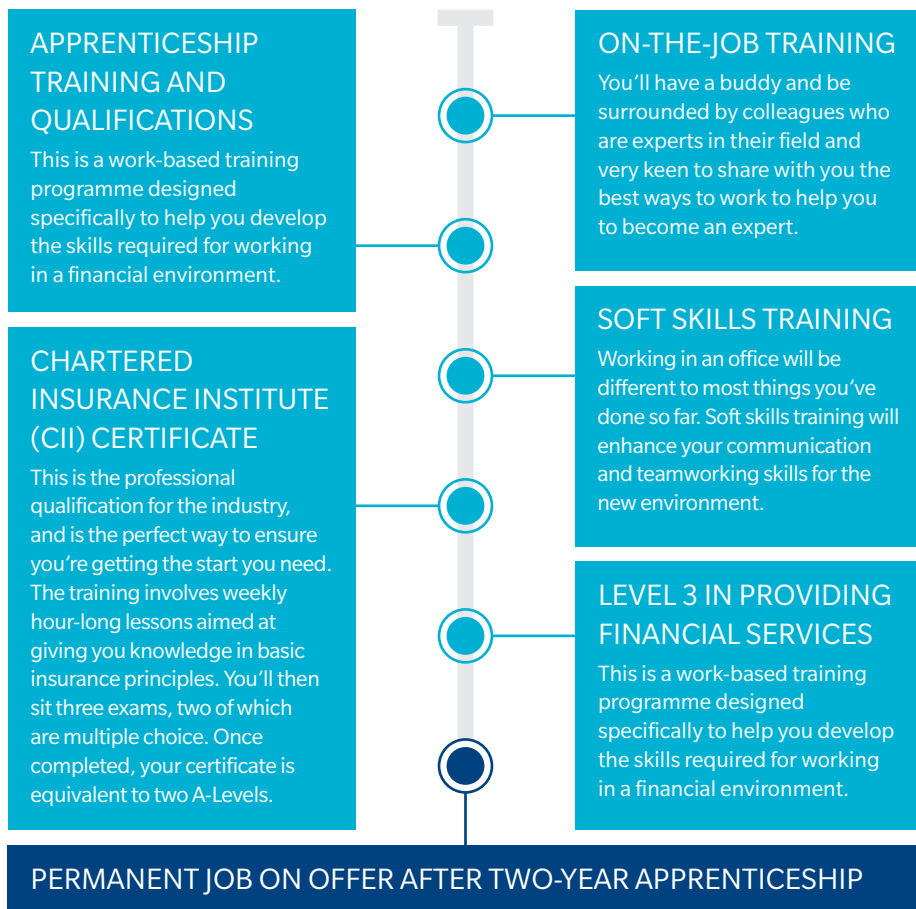 APPRENTICESHIP
TRAINING AND
QUALIFICATIONS
This is a work-based training
programme designed
specifically to help you develop
the skills required for working
in a financial environment.
CHARTERED
INSURANCE INSTITUTE
(CII) CERTIFICATE
This is the professional
qualification for the industry,
and is the perfect way to ensure
you’re getting the start you need.
The training involves weekly
hour-long lessons aimed at
giving you knowledge in basic
insurance principles. You’ll then
sit three exams, two of which
are multiple choice. Once
completed, your certificate is
equivalent to two A-Levels.
ON-THE-JOB TRAINING
You’ll have a buddy and be
surrounded by colleagues who
are experts in their field and
very keen to share with you the
best ways to work to help you
to become an expert.
SOFT SKILLS TRAINING
Working in an office will be
different to most things you’ve
done so far. Soft skills training will
enhance your communication
and teamworking skills for the
new environment.
LEVEL 3 IN PROVIDING
FINANCIAL SERVICES
This is a work-based training
programme designed
specifically to help you develop
the skills required for working
in a financial environment.
PERMANENT JOB ON OFFER AFTER TWO-YEAR APPRENTICESHIP